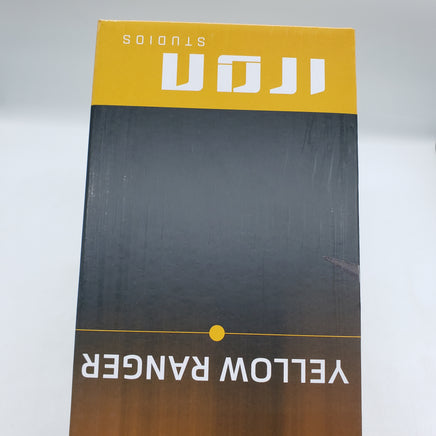 YELLOW RANGER
IRON
STUDIOS